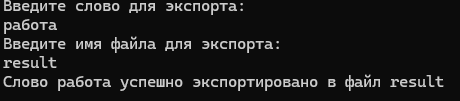 Введите слово для экспорта:
работа
Введите имя файла для экспорта:
result
Слово работа успешно экспортировано в файл result